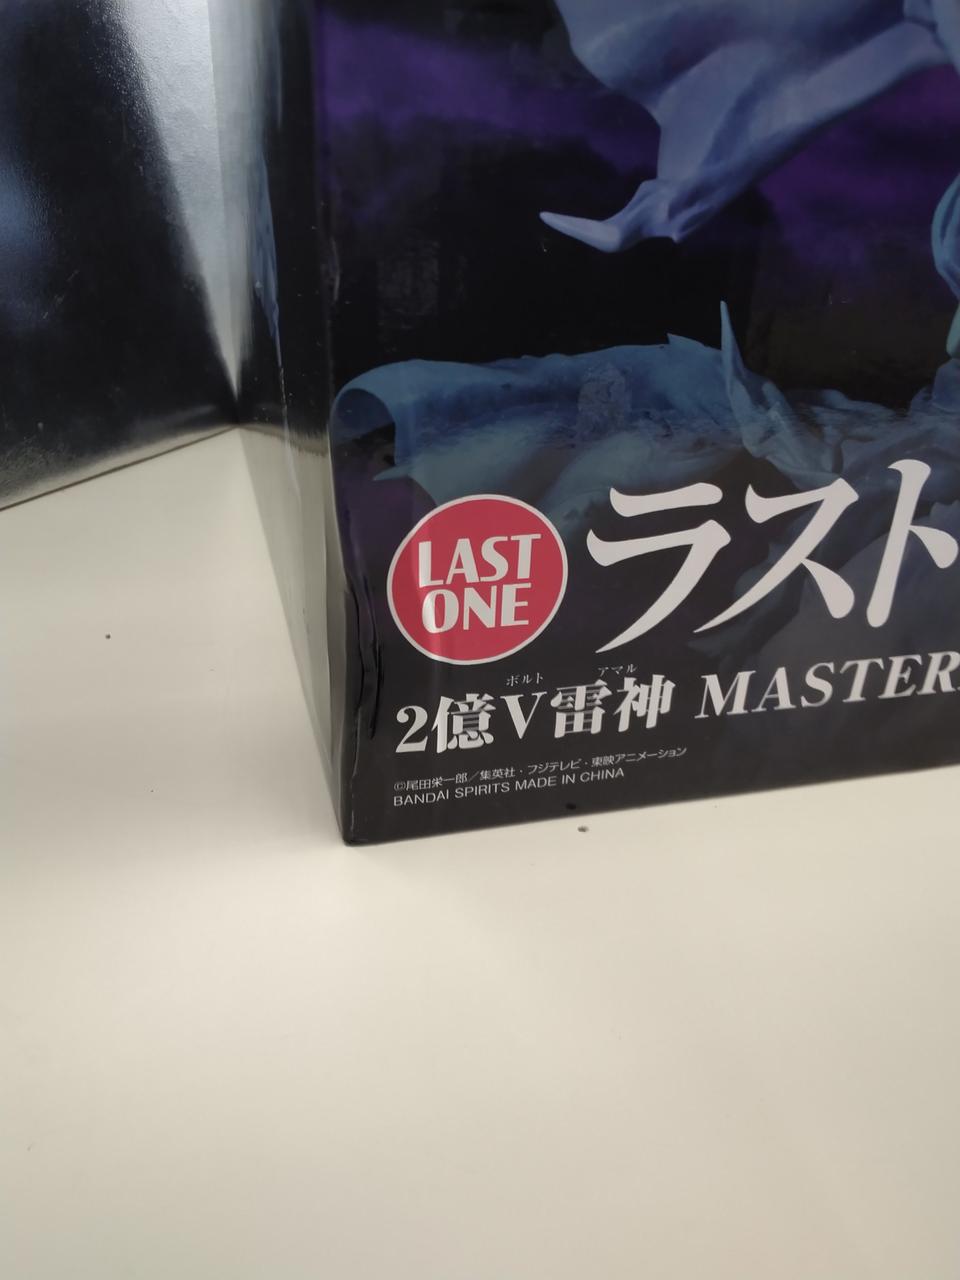 LAST
ONE
ラスト
ボルト アマル
2億V雷神 MASTER
©尾田栄一郎／集英社・フジテレビ・東映アニメーション
BANDAI SPIRITS MADE IN CHINA